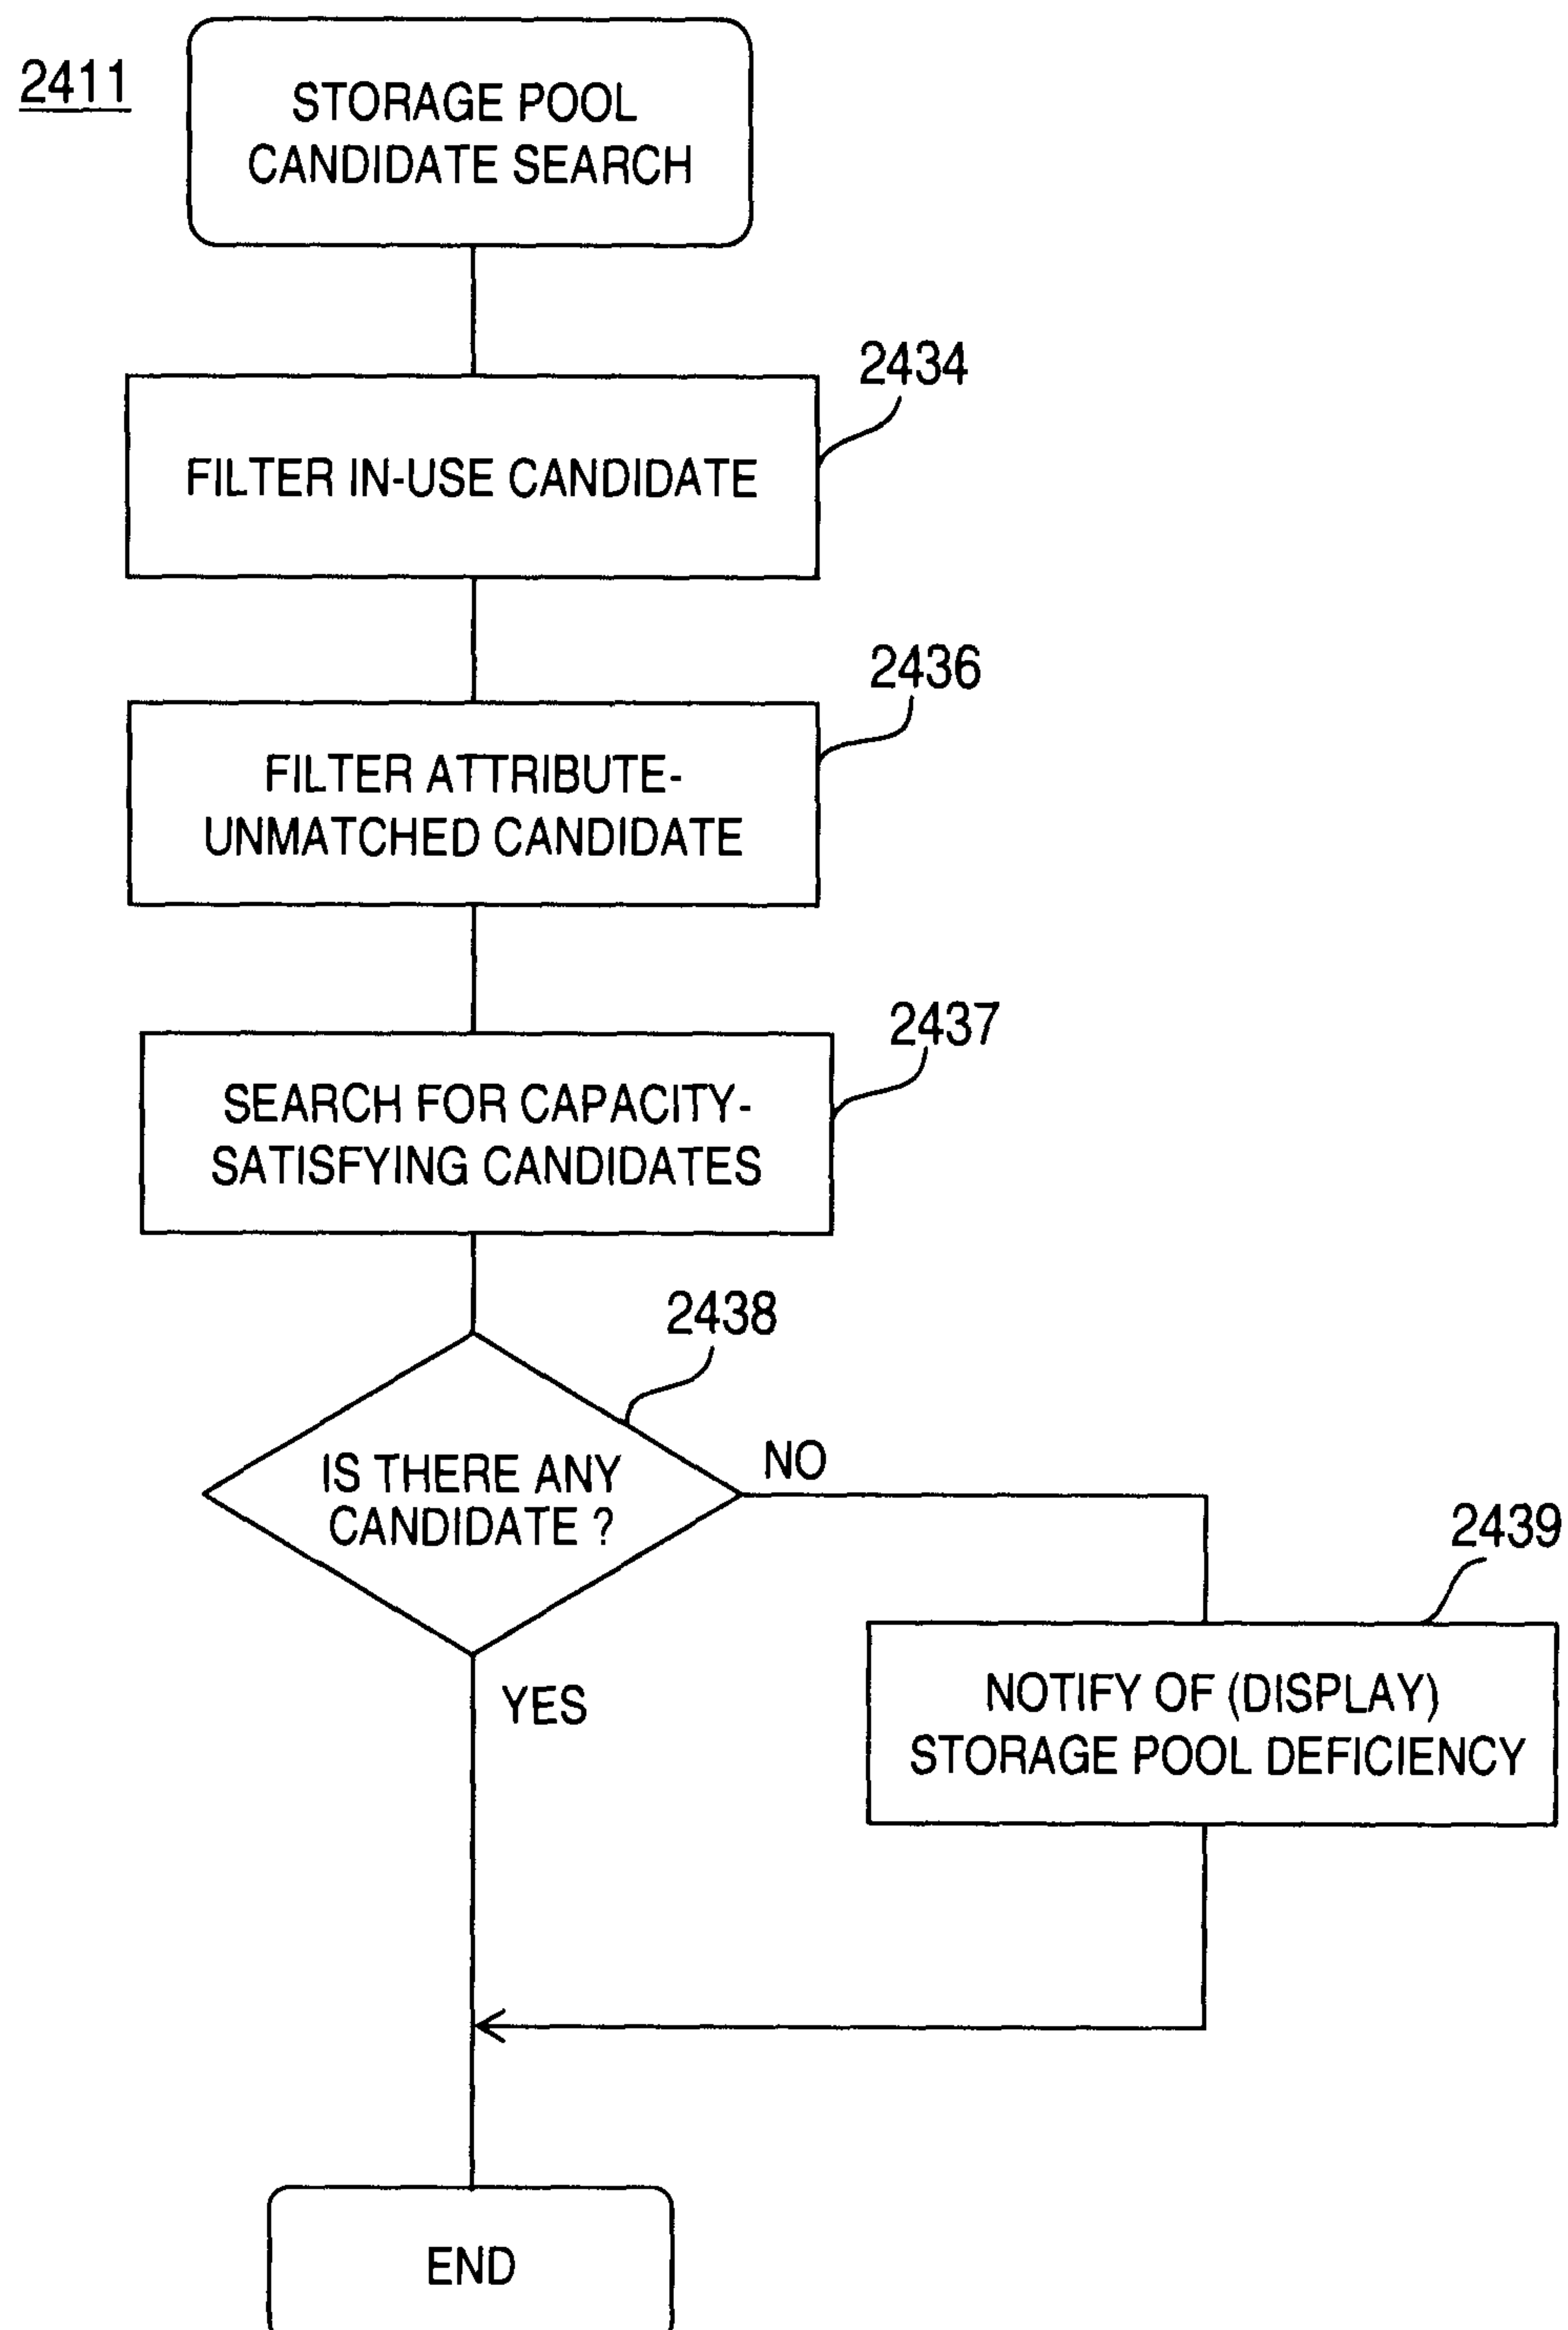 2411
STORAGE POOL
CANDIDATE SEARCH
2434
FILTER IN-USE CANDIDATE
2436
FILTER ATTRIBUTE-
UNMATCHED CANDIDATE
2437
SEARCH FOR CAPACITY-
SATISFYING CANDIDATES
2438
IS THERE ANY
CANDIDATE ?
NO
YES
2439
NOTIFY OF (DISPLAY)
STORAGE POOL DEFICIENCY
END